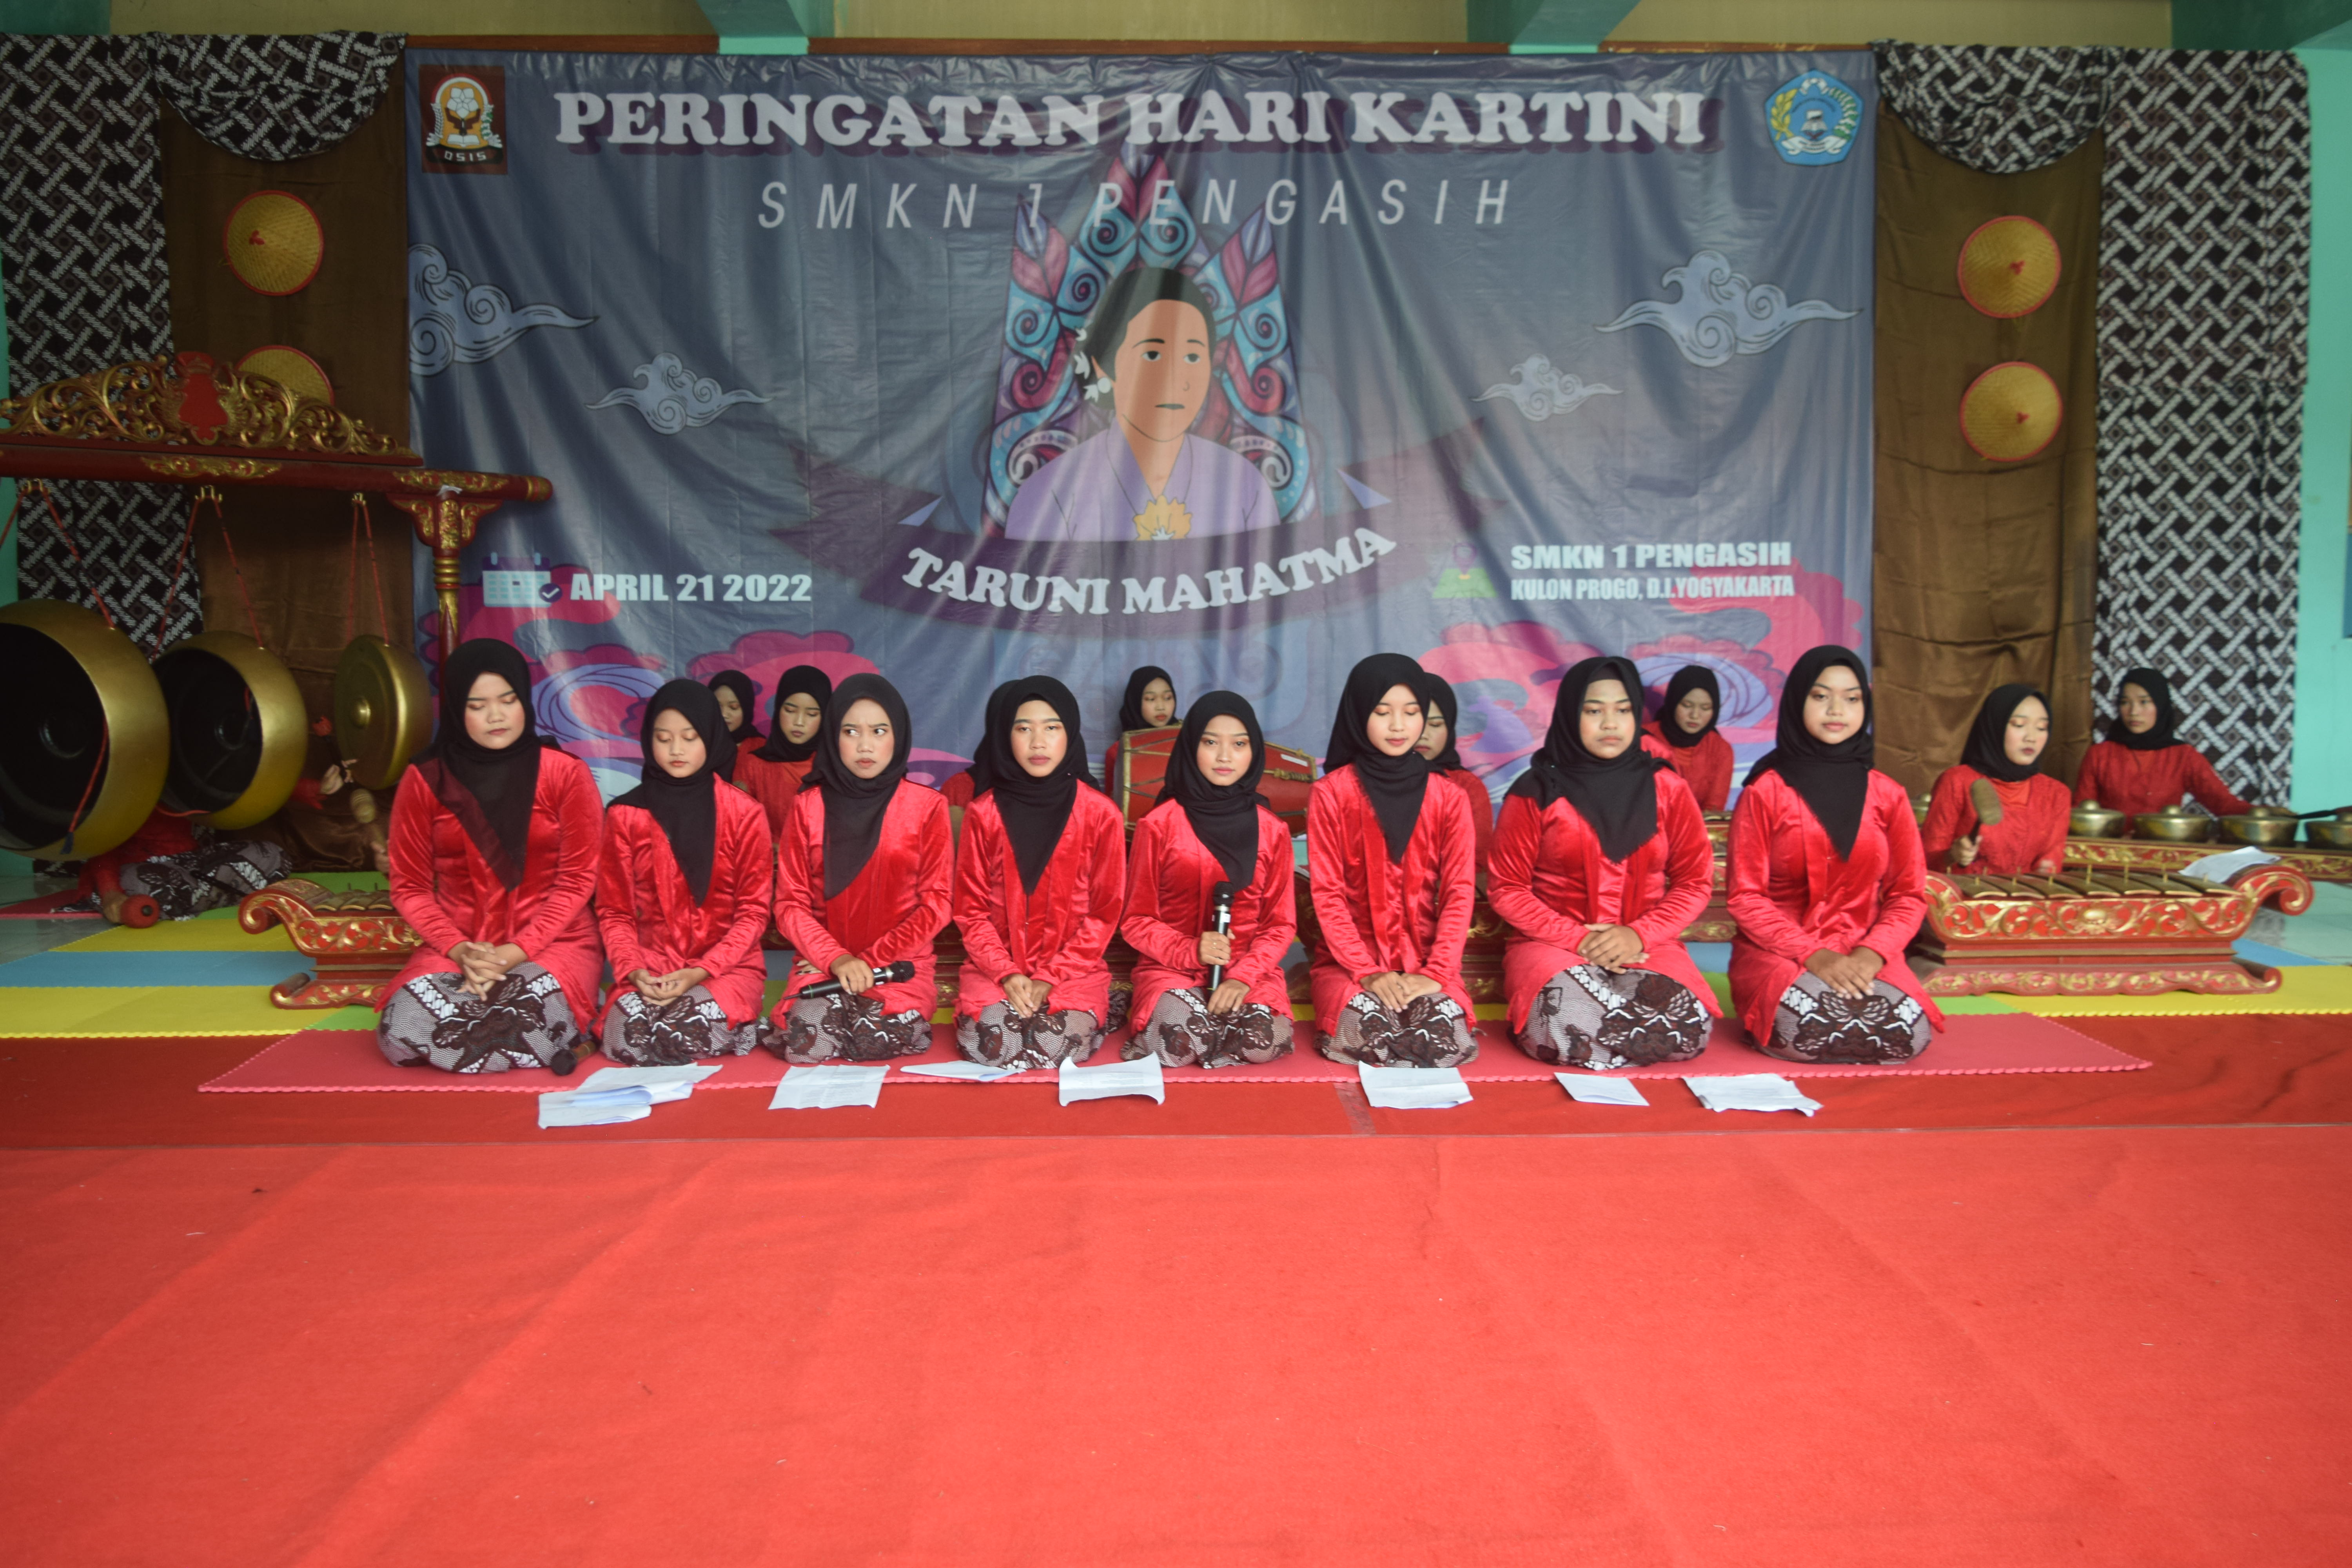 PERINGATAN HARI KARTINI
SMKN 1 PENGASIH
OSIS
TARUNI MAHATMA
APRIL 21 2022
SMKN 1 PENGASIH
KULON PROGO, D.I.YOGYAKARTA